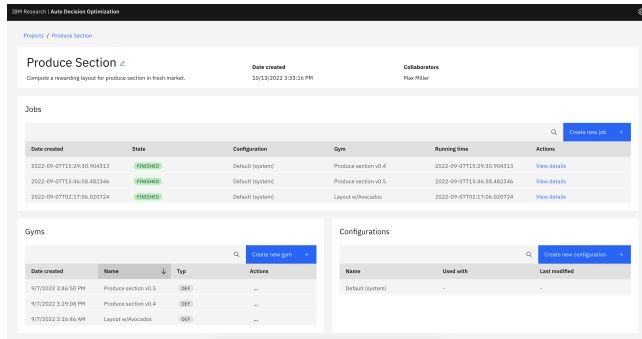 IBM Research | Auto Decision Optimization
Projects / Produce Section
Produce Section
Compute a rewarding layout for produce section in fresh market.
Date created
10/13/2022 3:33:16 PM
Collaborators
Max Miller
Jobs
Create new job +
Date created State Configuration Gym Running time Actions
2022-09-07T15:29:30.904313 FINISHED Default (system) Produce section v0.4 2022-09-07T15:29:30.904313 View details
2022-09-07T15:46:58.482346 FINISHED Default (system) Produce section v0.5 2022-09-07T15:46:58.482346 View details
2022-09-07T02:17:06.020724 FINISHED Default (system) Layout w/Avocados 2022-09-07T02:17:06.020724 View details
Gyms
Create new gym +
Date created Name Typ Actions
9/7/2022 3:46:50 PM Produce section v0.5 DEF ...
9/7/2022 3:29:08 PM Produce section v0.4 DEF ...
9/7/2022 2:16:46 AM Layout w/Avocados DEF ...
Configurations
Create new configuration +
Name Used with Last modified
Default (system) - -